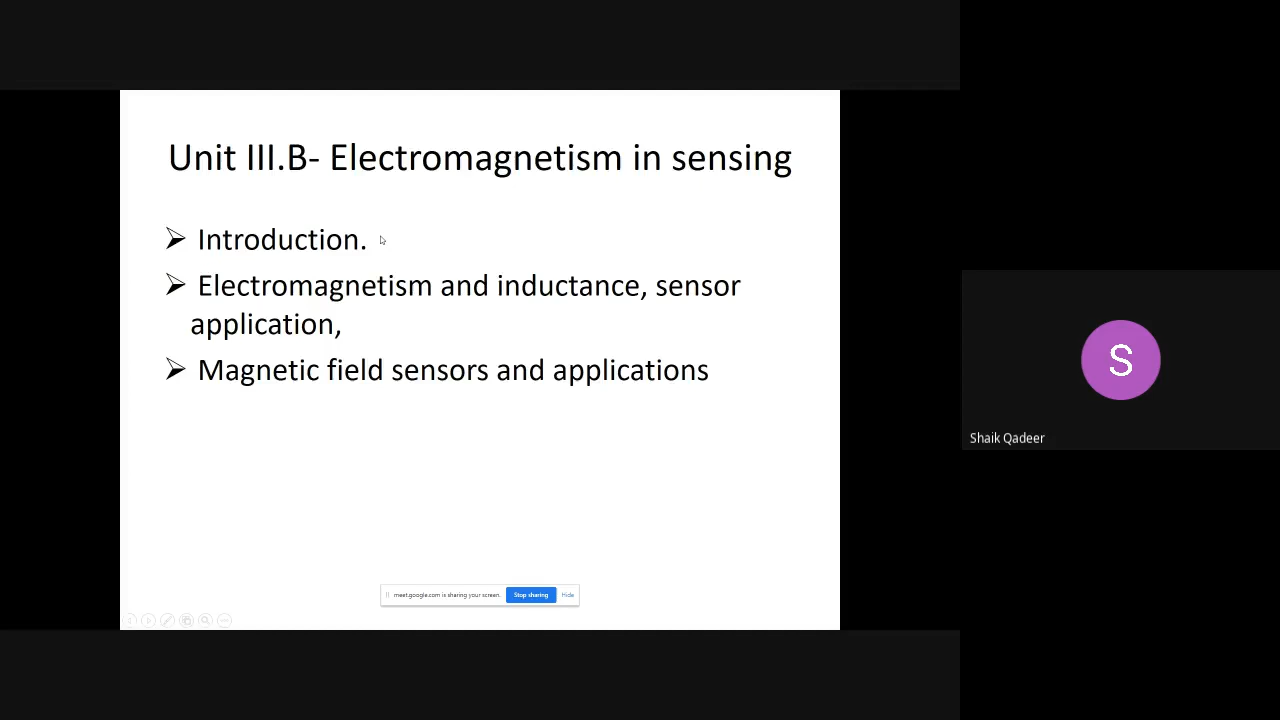 Unit III.B- Electromagnetism in sensing
➢ Introduction.
➢ Electromagnetism and inductance, sensor
application,
➢ Magnetic field sensors and applications
S
Shaik Qadeer
meet.google.com is sharing your screen. Stop sharing Hide